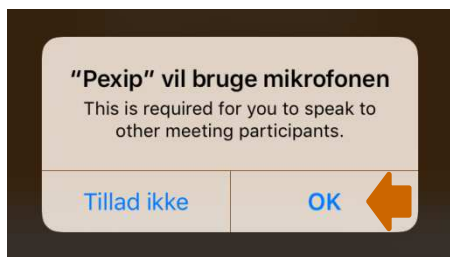 “Pexip” vil bruge mikrofonen
This is required for you to speak to
other meeting participants.
Tillad ikke
OK